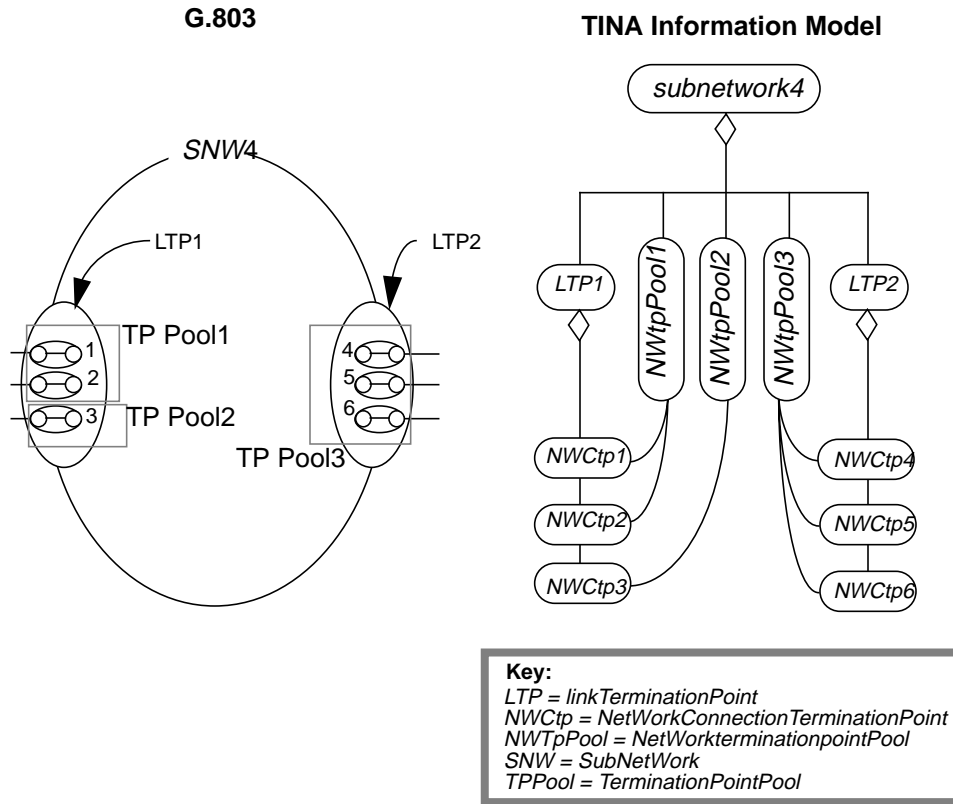 G.803
TINA Information Model
subnetwork4
SNW4
LTP1
LTP2
TP Pool1
1
2
3
TP Pool2
4
5
6
TP Pool3
LTP1
NWtpPool1
NWtpPool2
NWtpPool3
LTP2
NWCtp1
NWCtp2
NWCtp3
NWCtp4
NWCtp5
NWCtp6
Key:
LTP = linkTerminationPoint
NWCtp = NetWorkConnectionTerminationPoint
NWTpPool = NetWorkterminationpointPool
SNW = SubNetWork
TPPool = TerminationPointPool